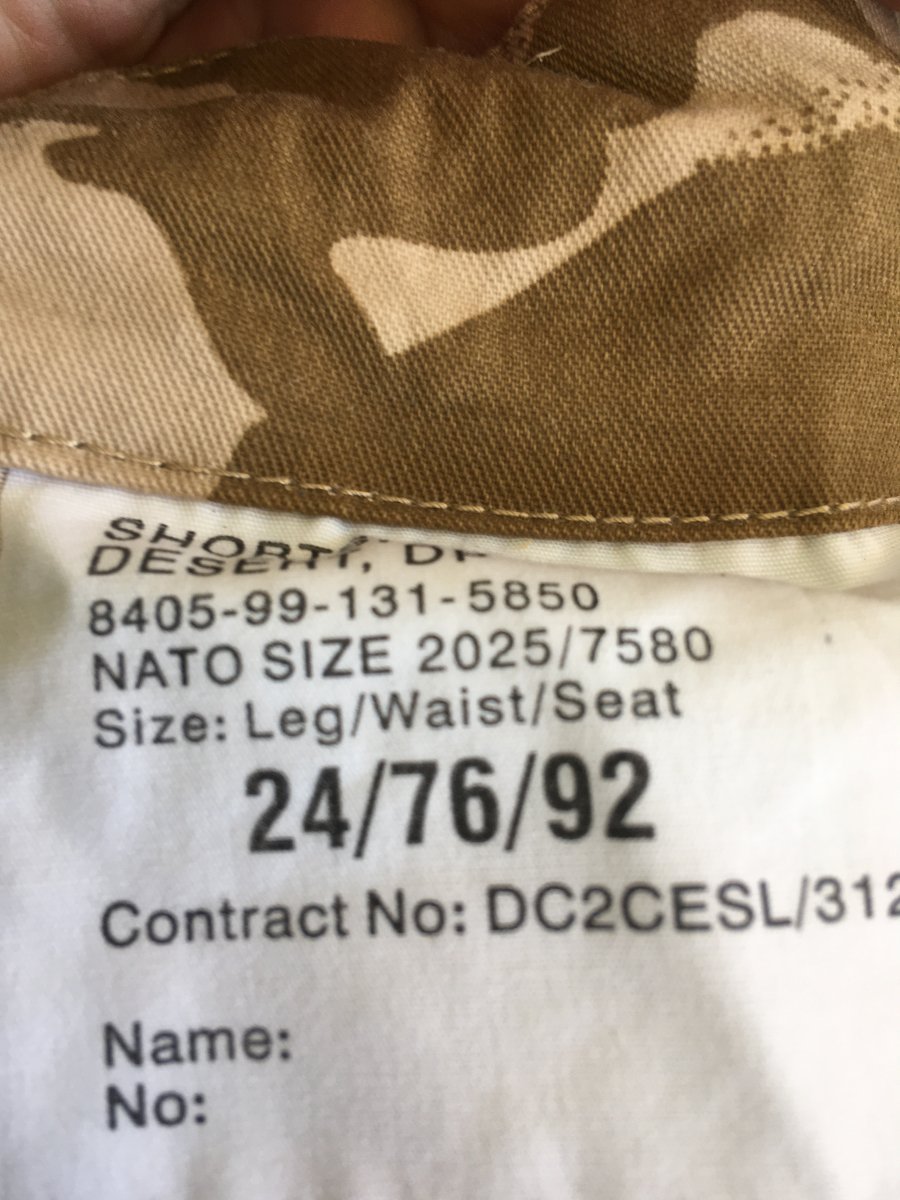 DESERT,
8405-99-131-5850
NATO SIZE 2025/7580
Size: Leg/Waist/Seat
24/76/92
Contract No: DC2CESL/312
Name:
No: